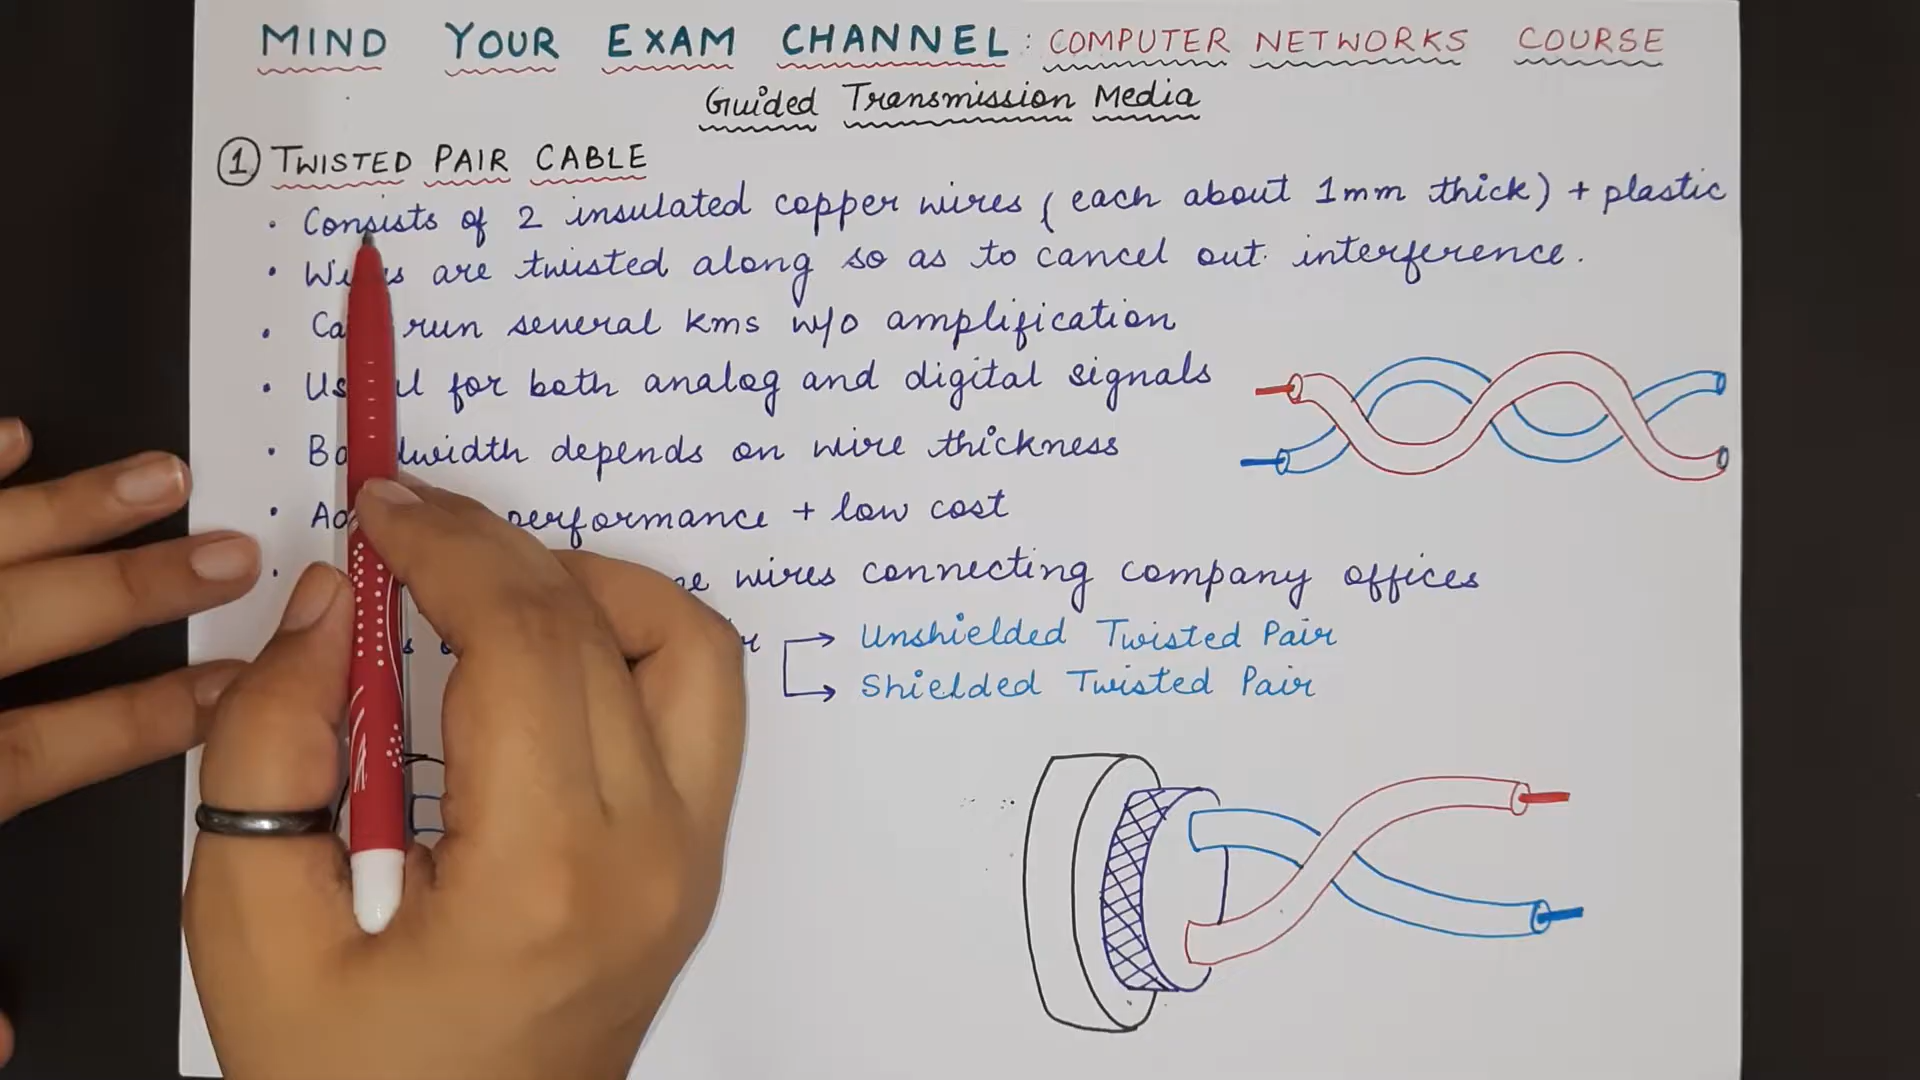 MIND YOUR EXAM CHANNEL : COMPUTER NETWORKS COURSE
Guided Transmission Media
1 TWISTED PAIR CABLE
• Consists of 2 insulated copper wires (each about 1mm thick) + plastic
• are twisted along so as to cancel out interference.
• run several kms w/o amplification
• for both analog and digital signals
• depends on wire thickness
• performance + low cost
• wires connecting company offices
→ Unshielded Twisted Pair
→ Shielded Twisted Pair